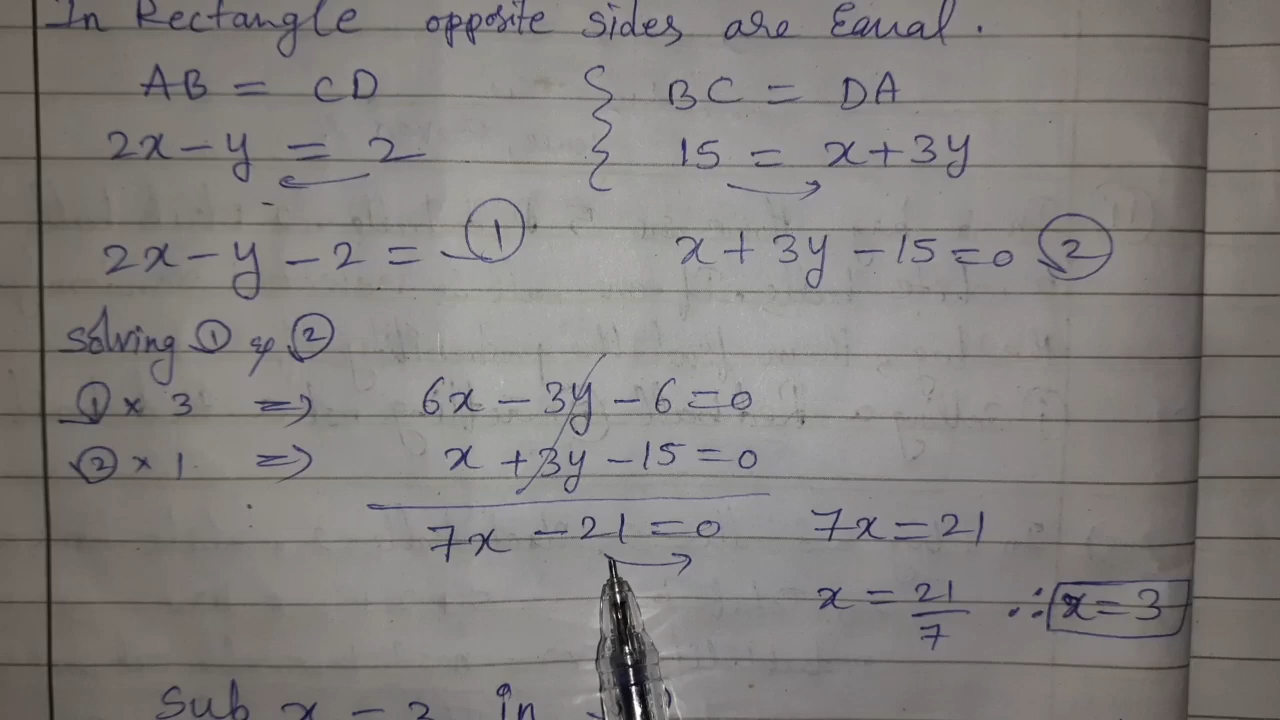 In Rectangle opposite sides are Equal.
AB = CD { BC = DA
2x - y = 2 15 = x + 3y
2x - y - 2 = ① x + 3y - 15 = 0 ②
Solving ① & ②
① × 3 ⇒ 6x - 3y - 6 = 0
② × 1 ⇒ x + 3y - 15 = 0
7x - 21 = 0 7x = 21
x = 21/7 ∴ x = 3
Sub x = 3 in